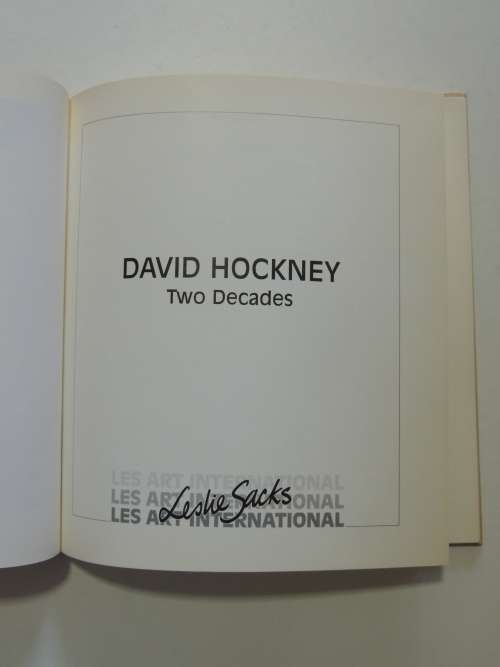 DAVID HOCKNEY
Two Decades
LES ART INTERNATIONAL
LES ART INTERNATIONAL
Leslie Sacks
LES ART INTERNATIONAL